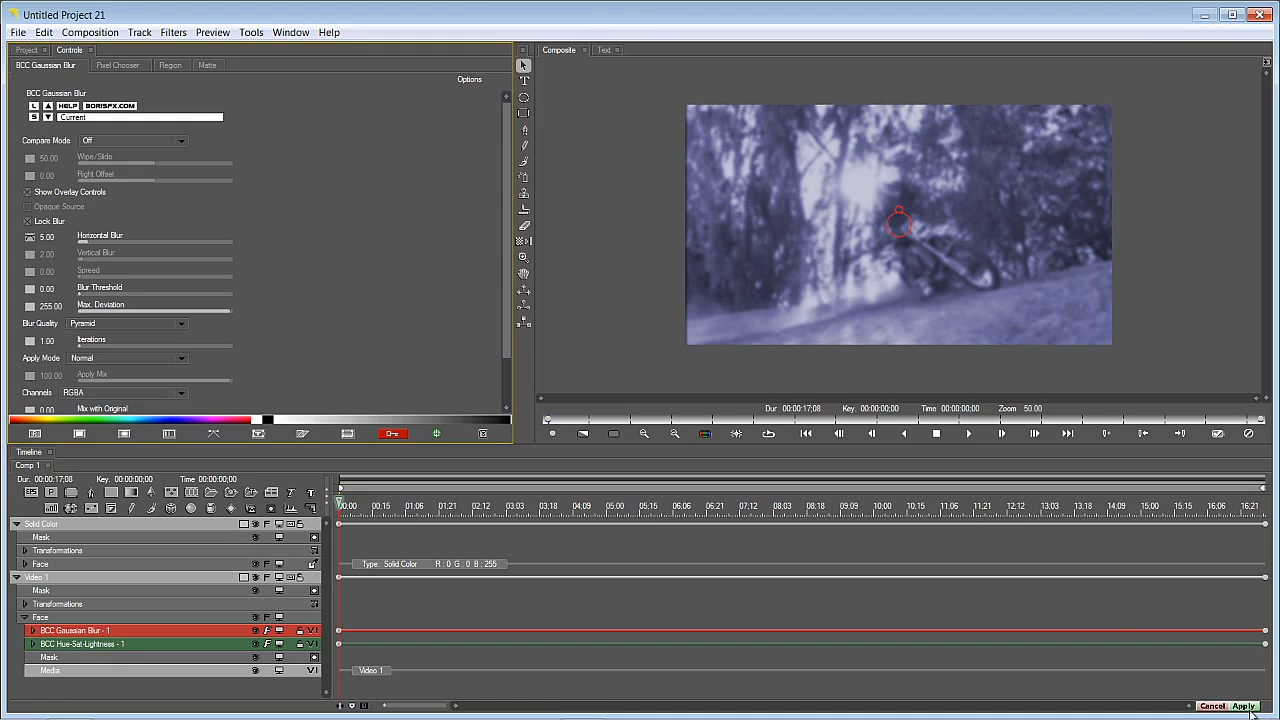 Untitled Project 21
File Edit Composition Track Filters Preview Tools Window Help
Project Controls
BCC Gaussian Blur Pixel Chooser Region Matte
Options
BCC Gaussian Blur
L HELP BORISFX.COM
S Current
Compare Mode Off
50.00 Wipe/Slide
0.00 Right Offset
Show Overlay Controls
Opaque Source
Lock Blur
5.00 Horizontal Blur
2.00 Vertical Blur
0.00 Spread
0.00 Blur Threshold
255.00 Max. Deviation
Blur Quality Pyramid
1.00 Iterations
Apply Mode Normal
100.00 Apply Mix
Channels RGBA
0.00 Mix with Original
Composite Text
Dur 00:00:17;08 Key. 00:00:00;00 Time 00:00:00;00 Zoom 50.00
Timeline
Comp 1
Dur. 00:00:17;08 Key. 00:00:00;00 Time 00:00:00;00
00:00 00,15 01,06 01,21 02,12 03,03 03,18 04,09 05,00 05,15 06,06 06,21 07,12 08,03 08,18 09,09 10,00 10,15 11,06 11,21 12,12 13,03 13,18 14,09 15,00 15,15 16,06 16,21
Solid Color
Mask
Transformations
Face Type: Solid Color R : 0 G : 0 B : 255
Video 1
Mask
Transformations
Face
BCC Gaussian Blur - 1 V1
BCC Hue-Sat-Lightness - 1 V1
Mask
Media V1 Video 1
Cancel Apply